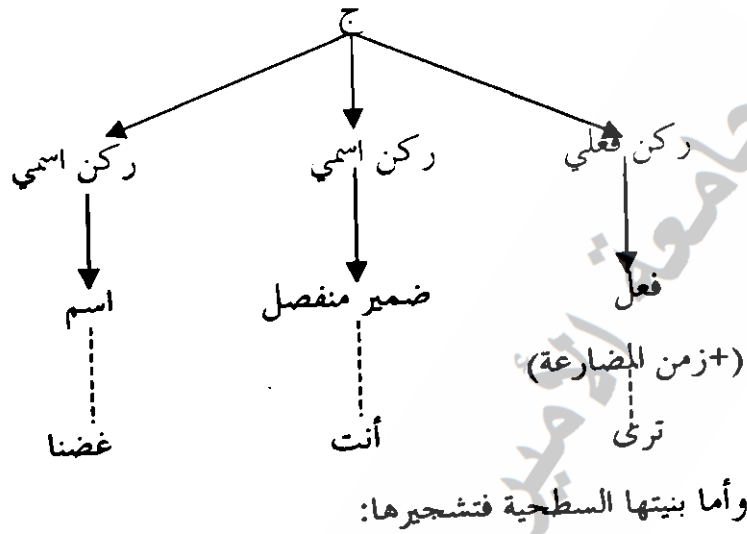 ج
ركن فعلي ركن اسمي ركن اسمي
فعل ضمير منفصل اسم
(+زمن المضارعة)
ترى أنت غضنا
وأما بنيتها السطحية فتشجيرها: